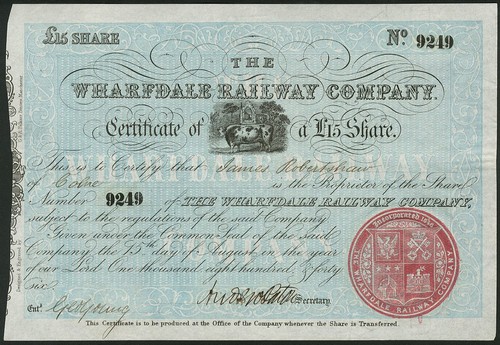 £15 SHARE
No. 9249
THE
WHARFDALE RAILWAY COMPANY.
Certificate of a £15 Share.
This is to Certify that James Robertshaw
of Colne is the Proprietor of the Share
Number 9249 of THE WHARFDALE RAILWAY COMPANY,
subject to the regulations of the said Company
Given under the Common Seal of the said
Company the 15th day of August in the year
of our Lord One thousand eight hundred & forty
six.
Incorporated 1846
THE WHARFDALE RAILWAY COMPANY
Entd.
Secretary.
This Certificate is to be produced at the Office of the Company whenever the Share is Transferred.